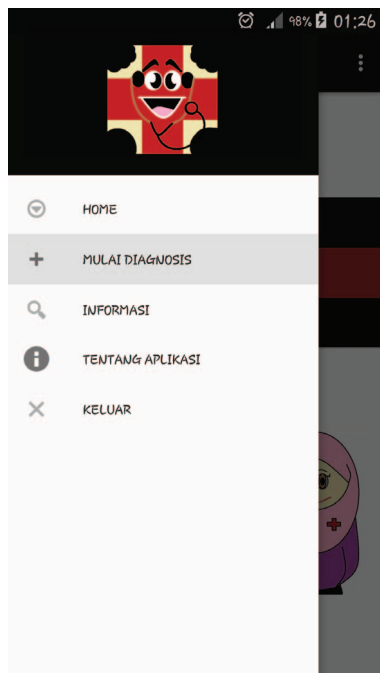 98% 01:26
HOME
MULAI DIAGNOSIS
INFORMASI
TENTANG APLIKASI
KELUAR